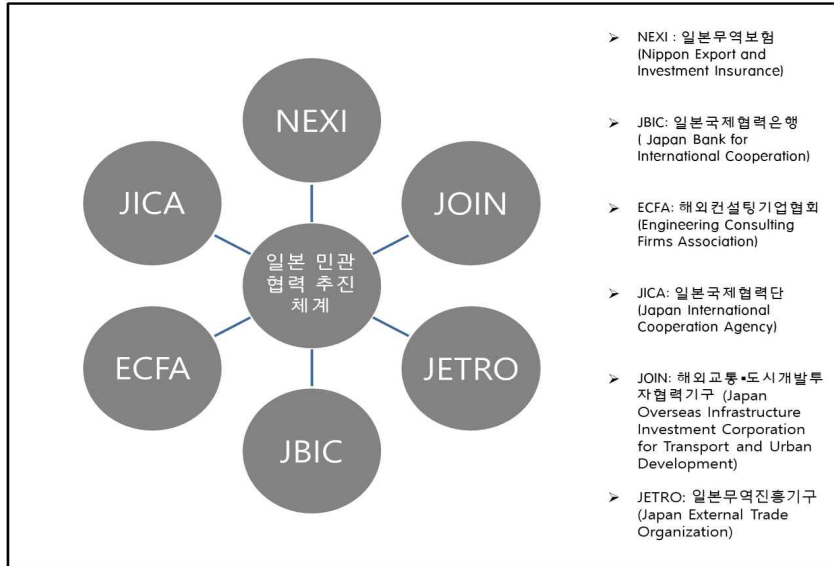 NEXI
JICA
JOIN
일본 민관
협력 추진
체계
ECFA
JETRO
JBIC
➢ NEXI : 일본무역보험
(Nippon Export and
Investment Insurance)
➢ JBIC: 일본국제협력은행
( Japan Bank for
International Cooperation)
➢ ECFA: 해외컨설팅기업협회
(Engineering Consulting
Firms Association)
➢ JICA: 일본국제협력단
(Japan International
Cooperation Agency)
➢ JOIN: 해외교통▪도시개발투
자협력기구 (Japan
Overseas Infrastructure
Investment Corporation
for Transport and Urban
Development)
➢ JETRO: 일본무역진흥기구
(Japan External Trade
Organization)